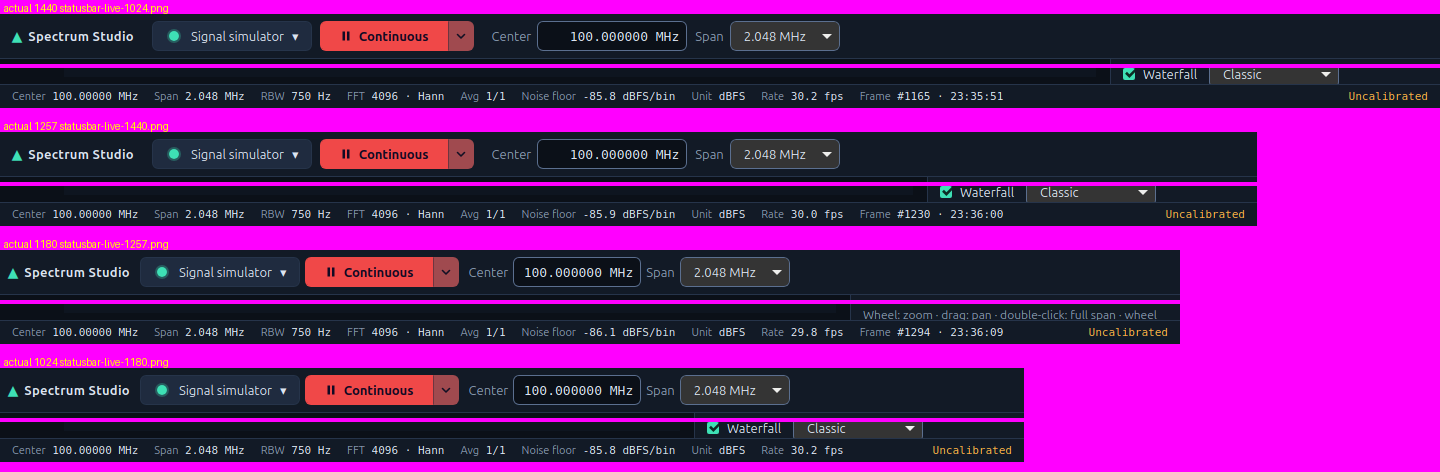 actual 1440 statusbar-live-1024.png
▲ Spectrum Studio Signal simulator ▾ Continuous Center 100.000000 MHz Span 2.048 MHz
Waterfall Classic
Center 100.00000 MHz Span 2.048 MHz RBW 750 Hz FFT 4096 · Hann Avg 1/1 Noise floor -85.8 dBFS/bin Unit dBFS Rate 30.2 fps Frame #1165 · 23:35:51 Uncalibrated
actual 1257 statusbar-live-1440.png
▲ Spectrum Studio Signal simulator ▾ Continuous Center 100.000000 MHz Span 2.048 MHz
Waterfall Classic
Center 100.00000 MHz Span 2.048 MHz RBW 750 Hz FFT 4096 · Hann Avg 1/1 Noise floor -85.9 dBFS/bin Unit dBFS Rate 30.0 fps Frame #1230 · 23:36:00 Uncalibrated
actual 1180 statusbar-live-1257.png
▲ Spectrum Studio Signal simulator ▾ Continuous Center 100.000000 MHz Span 2.048 MHz
Wheel: zoom · drag: pan · double-click: full span · wheel
Center 100.00000 MHz Span 2.048 MHz RBW 750 Hz FFT 4096 · Hann Avg 1/1 Noise floor -86.1 dBFS/bin Unit dBFS Rate 29.8 fps Frame #1294 · 23:36:09 Uncalibrated
actual 1024 statusbar-live-1180.png
▲ Spectrum Studio Signal simulator ▾ Continuous Center 100.000000 MHz Span 2.048 MHz
Waterfall Classic
Center 100.00000 MHz Span 2.048 MHz RBW 750 Hz FFT 4096 · Hann Avg 1/1 Noise floor -85.8 dBFS/bin Unit dBFS Rate 30.2 fps Uncalibrated